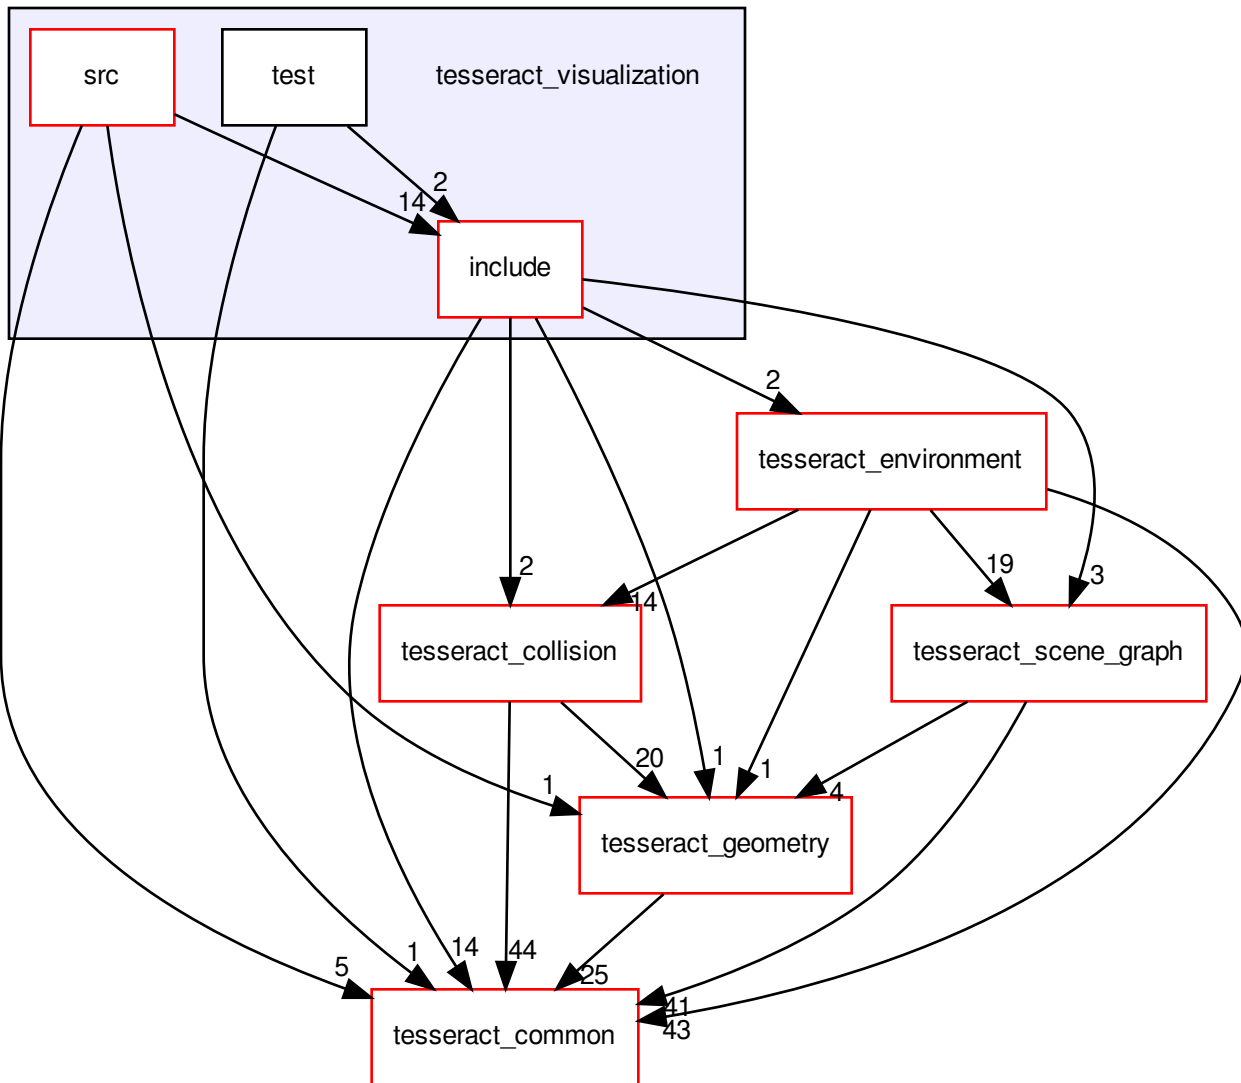 src
test
tesseract_visualization
2
14
include
2
tesseract_environment
2
14
19
3
tesseract_collision
tesseract_scene_graph
20
1
1
1
4
tesseract_geometry
5
1
14
44
25
41
43
tesseract_common